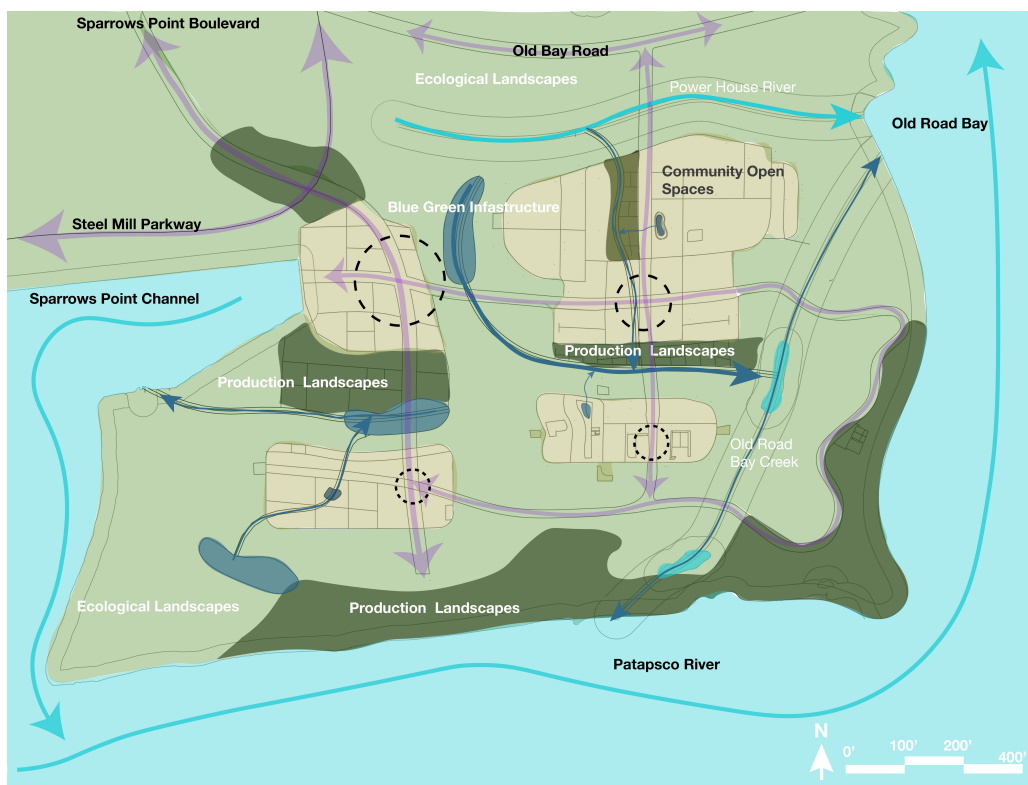 Sparrows Point Boulevard
Old Bay Road
Ecological Landscapes
Power House River
Old Road Bay
Community Open
Spaces
Blue Green Infastructure
Steel Mill Parkway
Sparrows Point Channel
Production Landscapes
Production Landscapes
Old Road
Bay Creek
Ecological Landscapes
Production Landscapes
Patapsco River
N
0' 100' 200' 400'